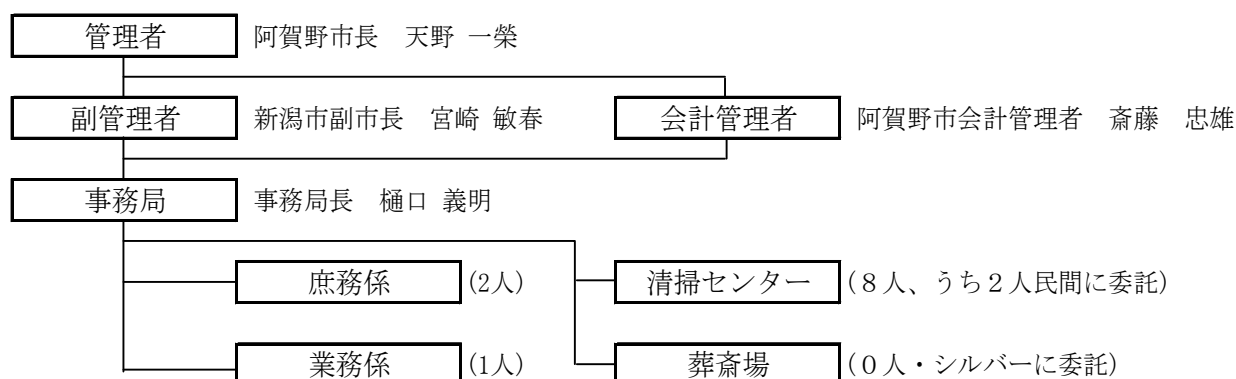 管理者 阿賀野市長 天野 一榮
副管理者 新潟市副市長 宮崎 敏春 会計管理者 阿賀野市会計管理者 斎藤 忠雄
事務局 事務局長 樋口 義明
庶務係 (2人) 清掃センター (８人、うち２人民間に委託)
業務係 (1人) 葬斎場 (０人・シルバーに委託)